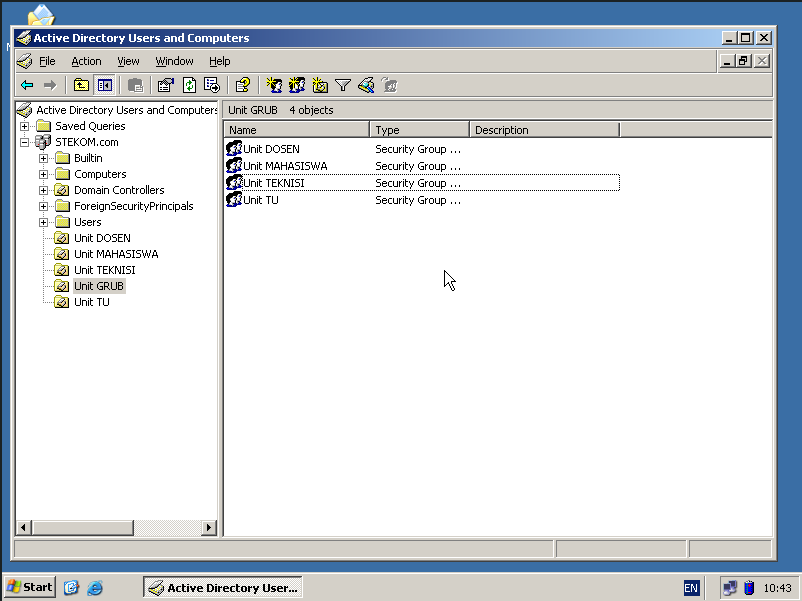 Active Directory Users and Computers
File Action View Window Help
Active Directory Users and Computers
Saved Queries
STEKOM.com
Builtin
Computers
Domain Controllers
ForeignSecurityPrincipals
Users
Unit DOSEN
Unit MAHASISWA
Unit TEKNISI
Unit GRUB
Unit TU
Unit GRUB 4 objects
Name Type Description
Unit DOSEN Security Group ...
Unit MAHASISWA Security Group ...
Unit TEKNISI Security Group ...
Unit TU Security Group ...
Start Active Directory User... EN 10:43